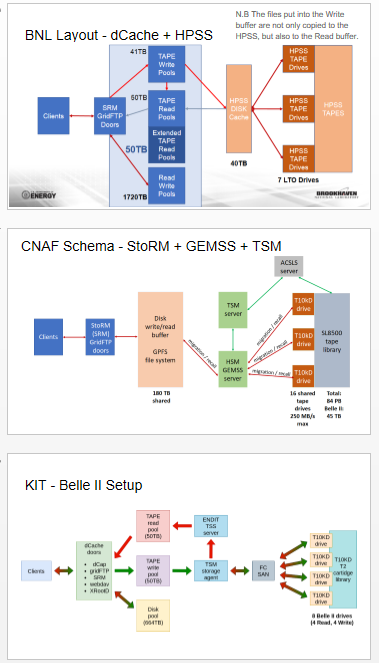 BNL Layout - dCache + HPSS
N.B The files put into the Write
buffer are not only copied to the
HPSS, but also to the Read buffer.
41TB
TAPE
Write
Pools
50TB
TAPE
Read
Pools
Extended
TAPE
Read
Pools
50TB
Read
Write
Pools
1720TB
Clients
SRM
GridFTP
Doors
HPSS
DISK
Cache
40TB
HPSS
TAPE
Drives
HPSS
TAPE
Drives
HPSS
TAPE
Drives
HPSS
TAPES
7 LTO Drives
ENERGY
BROOKHAVEN
CNAF Schema - StoRM + GEMSS + TSM
ACSLS
server
TSM
server
HSM
GEMSS
server
Clients
StoRM
(SRM)
GridFTP
doors
Disk
write/read
buffer
GPFS
file system
180 TB
shared
migration / recall
migration / recall
migration / recall
migration / recall
T10kD
drive
T10kD
drive
T10kD
drive
SL8500
tape
library
16 shared
tape
drives
250 MB/s
max
Total:
84 PB
Belle II:
45 TB
KIT - Belle II Setup
Clients
dCache
doors
• dCap
• gridFTP
• SRM
• webdav
• XRootD
TAPE
read
pool
(50TB)
TAPE
write
pool
(50TB)
Disk
pool
(664TB)
ENDIT
TSS
server
TSM
storage
agent
FC
SAN
T10KD
drive
T10KD
drive
T10KD
drive
T10KD
drive
T10KD
T2
cartidge
library
8 Belle II drives
(4 Read, 4 Write)